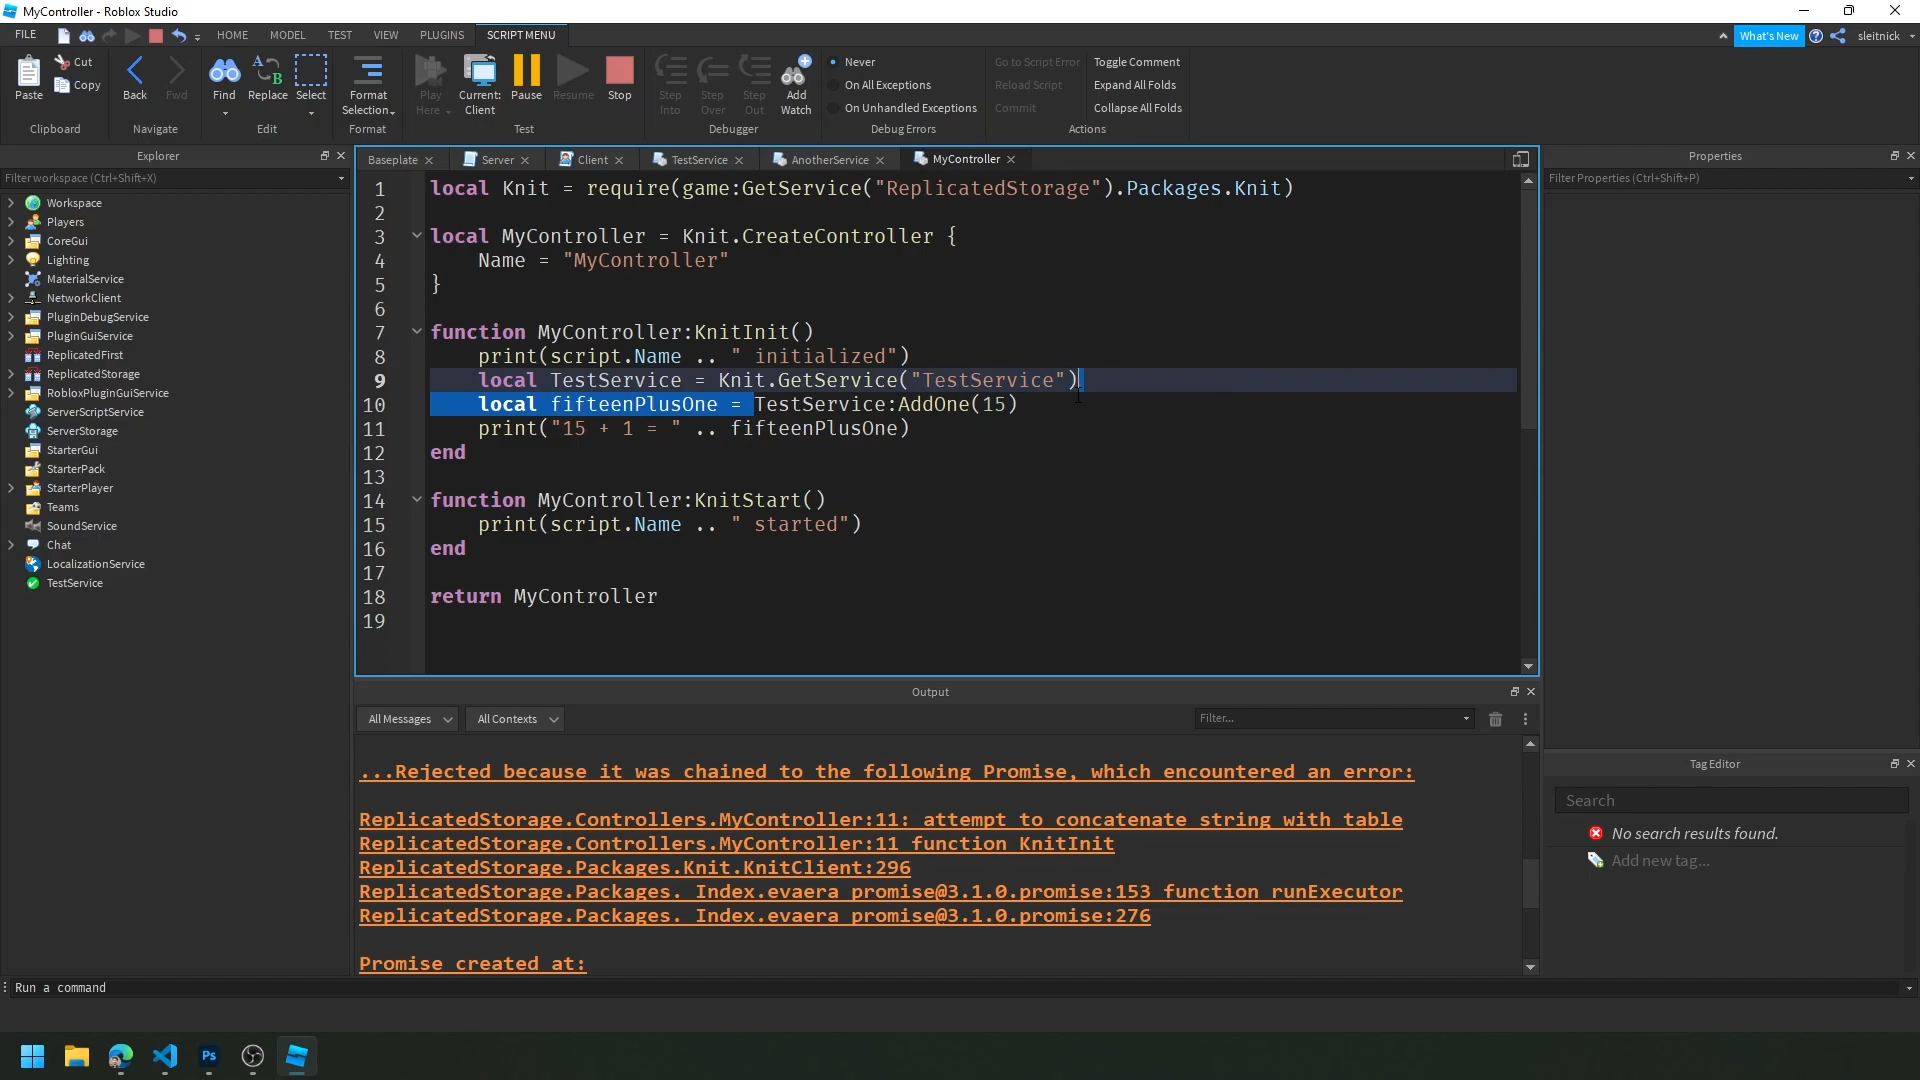 MyController - Roblox Studio
FILE HOME MODEL TEST VIEW PLUGINS SCRIPT MENU What's New sleitnick
Paste Cut Copy Clipboard
Back Fwd Navigate
Find Replace Select Edit
Format Selection Format
Play Here Current: Client Pause Resume Stop Test
Step Into Step Over Step Out Add Watch Debugger
Never
On All Exceptions
On Unhandled Exceptions
Debug Errors
Go to Script Error Toggle Comment
Reload Script Expand All Folds
Commit Collapse All Folds
Actions
Explorer
Filter workspace (Ctrl+Shift+X)
Workspace
Players
CoreGui
Lighting
MaterialService
NetworkClient
PluginDebugService
PluginGuiService
ReplicatedFirst
ReplicatedStorage
RobloxPluginGuiService
ServerScriptService
ServerStorage
StarterGui
StarterPack
StarterPlayer
Teams
SoundService
Chat
LocalizationService
TestService
Baseplate Server Client TestService AnotherService MyController
1 local Knit = require(game:GetService("ReplicatedStorage").Packages.Knit)
2
3 local MyController = Knit.CreateController {
4 Name = "MyController"
5 }
6
7 function MyController:KnitInit()
8 print(script.Name .. " initialized")
9 local TestService = Knit.GetService("TestService")
10 local fifteenPlusOne = TestService:AddOne(15)
11 print("15 + 1 = " .. fifteenPlusOne)
12 end
13
14 function MyController:KnitStart()
15 print(script.Name .. " started")
16 end
17
18 return MyController
19
Output
All Messages All Contexts Filter...
...Rejected because it was chained to the following Promise, which encountered an error:
ReplicatedStorage.Controllers.MyController:11: attempt to concatenate string with table
ReplicatedStorage.Controllers.MyController:11 function KnitInit
ReplicatedStorage.Packages.Knit.KnitClient:296
ReplicatedStorage.Packages._Index.evaera_promise@3.1.0.promise:153 function runExecutor
ReplicatedStorage.Packages._Index.evaera_promise@3.1.0.promise:276
Promise created at:
Properties
Filter Properties (Ctrl+Shift+P)
Tag Editor
Search
No search results found.
Add new tag...
Run a command
Ps